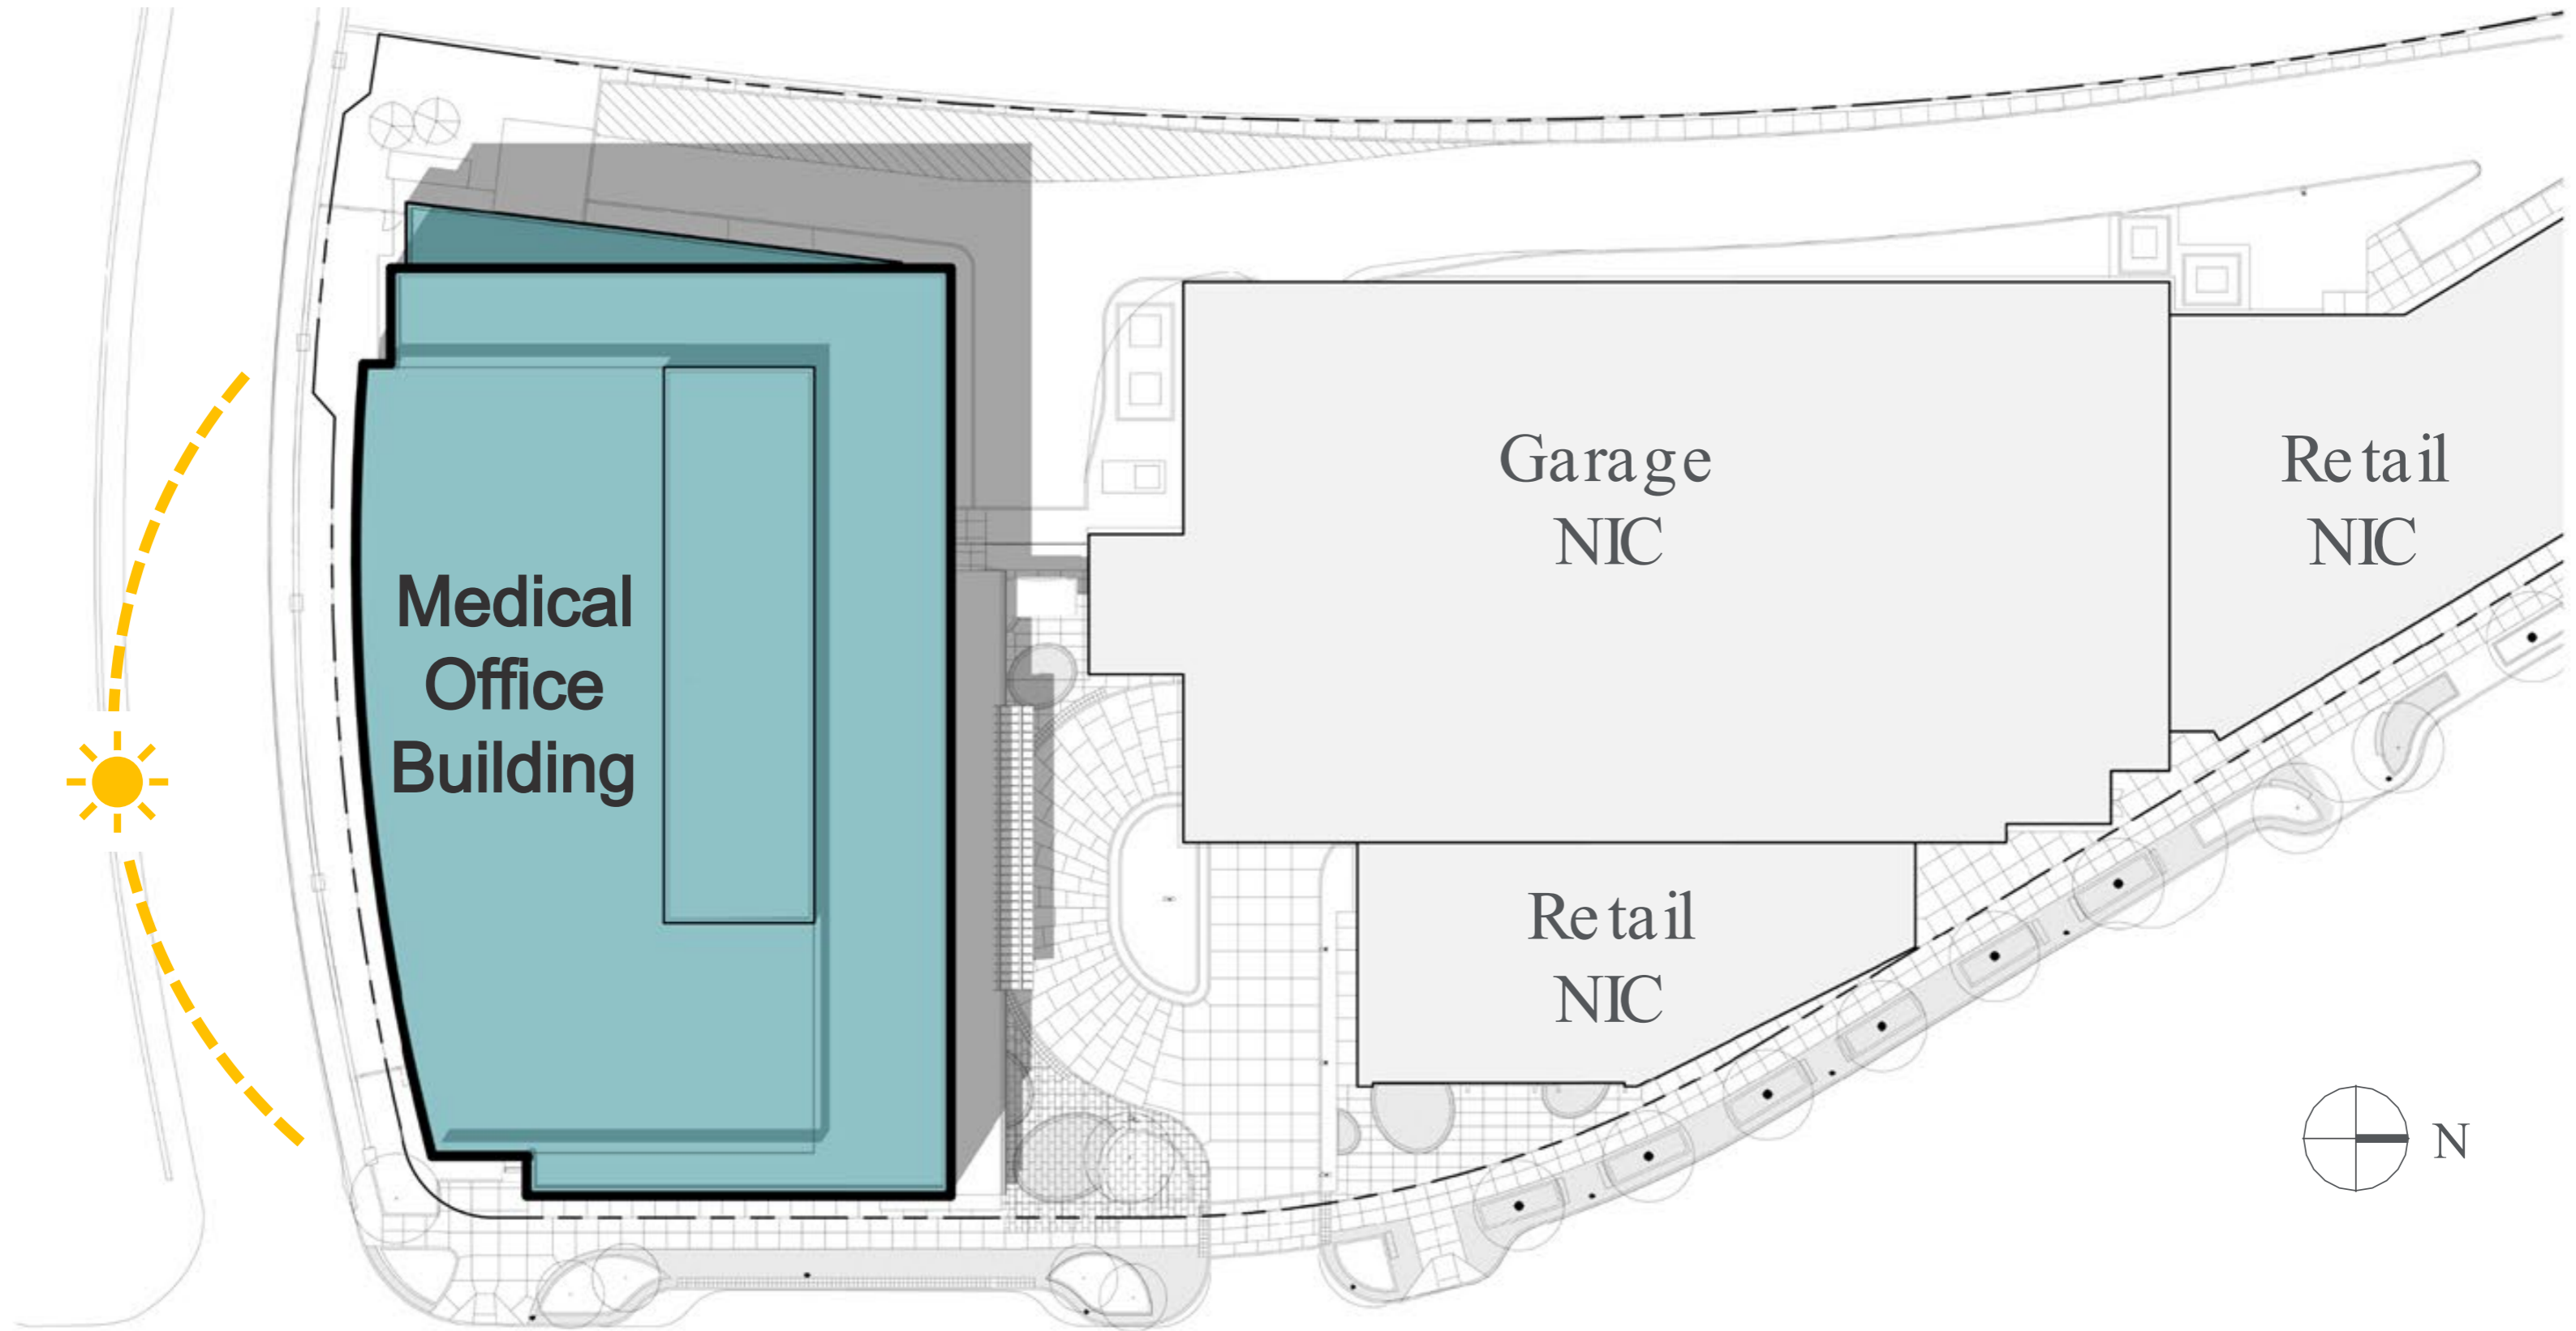 Medical
Office
Building
Garage
NIC
Retail
NIC
Retail
NIC
N